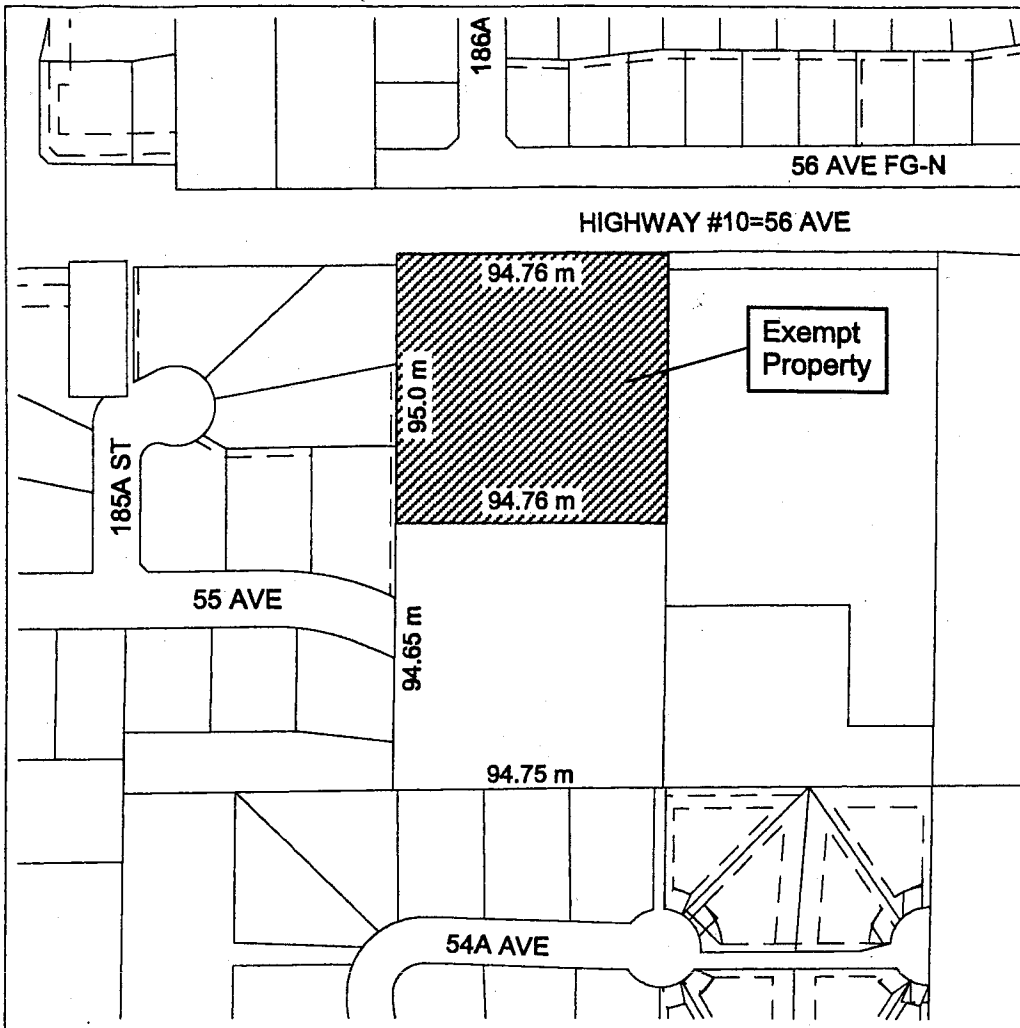 186A
56 AVE FG-N
HIGHWAY #10=56 AVE
94.76 m
Exempt
Property
95.0 m
185A ST
94.76 m
55 AVE
94.65 m
94.75 m
54A AVE